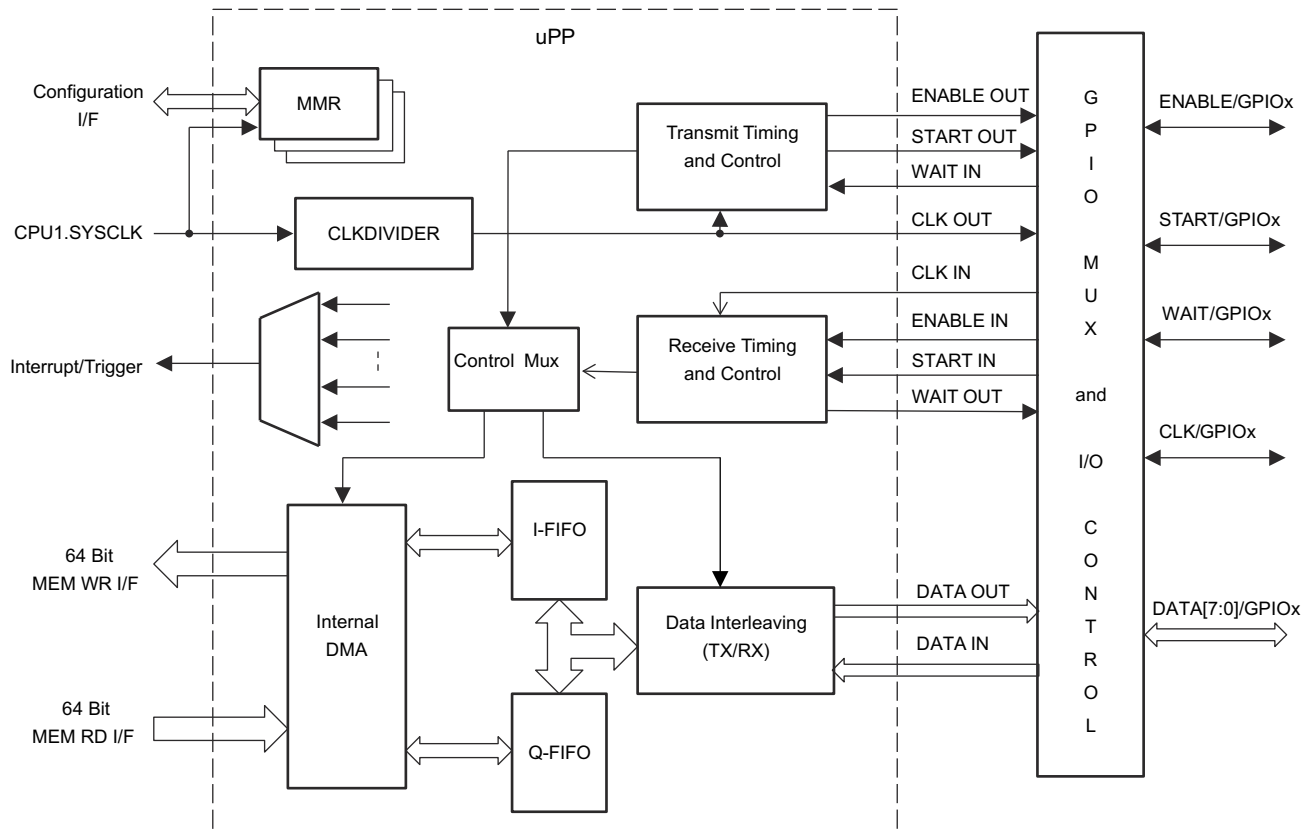 uPP
Configuration
I/F
MMR
CPU1.SYSCLK
CLKDIVIDER
Interrupt/Trigger
Control Mux
Transmit Timing
and Control
Receive Timing
and Control
ENABLE OUT
START OUT
WAIT IN
CLK OUT
CLK IN
ENABLE IN
START IN
WAIT OUT
64 Bit
MEM WR I/F
64 Bit
MEM RD I/F
Internal
DMA
I-FIFO
Q-FIFO
Data Interleaving
(TX/RX)
DATA OUT
DATA IN
GPIO
MUX
and
I/O
CONTROL
ENABLE/GPIOx
START/GPIOx
WAIT/GPIOx
CLK/GPIOx
DATA[7:0]/GPIOx